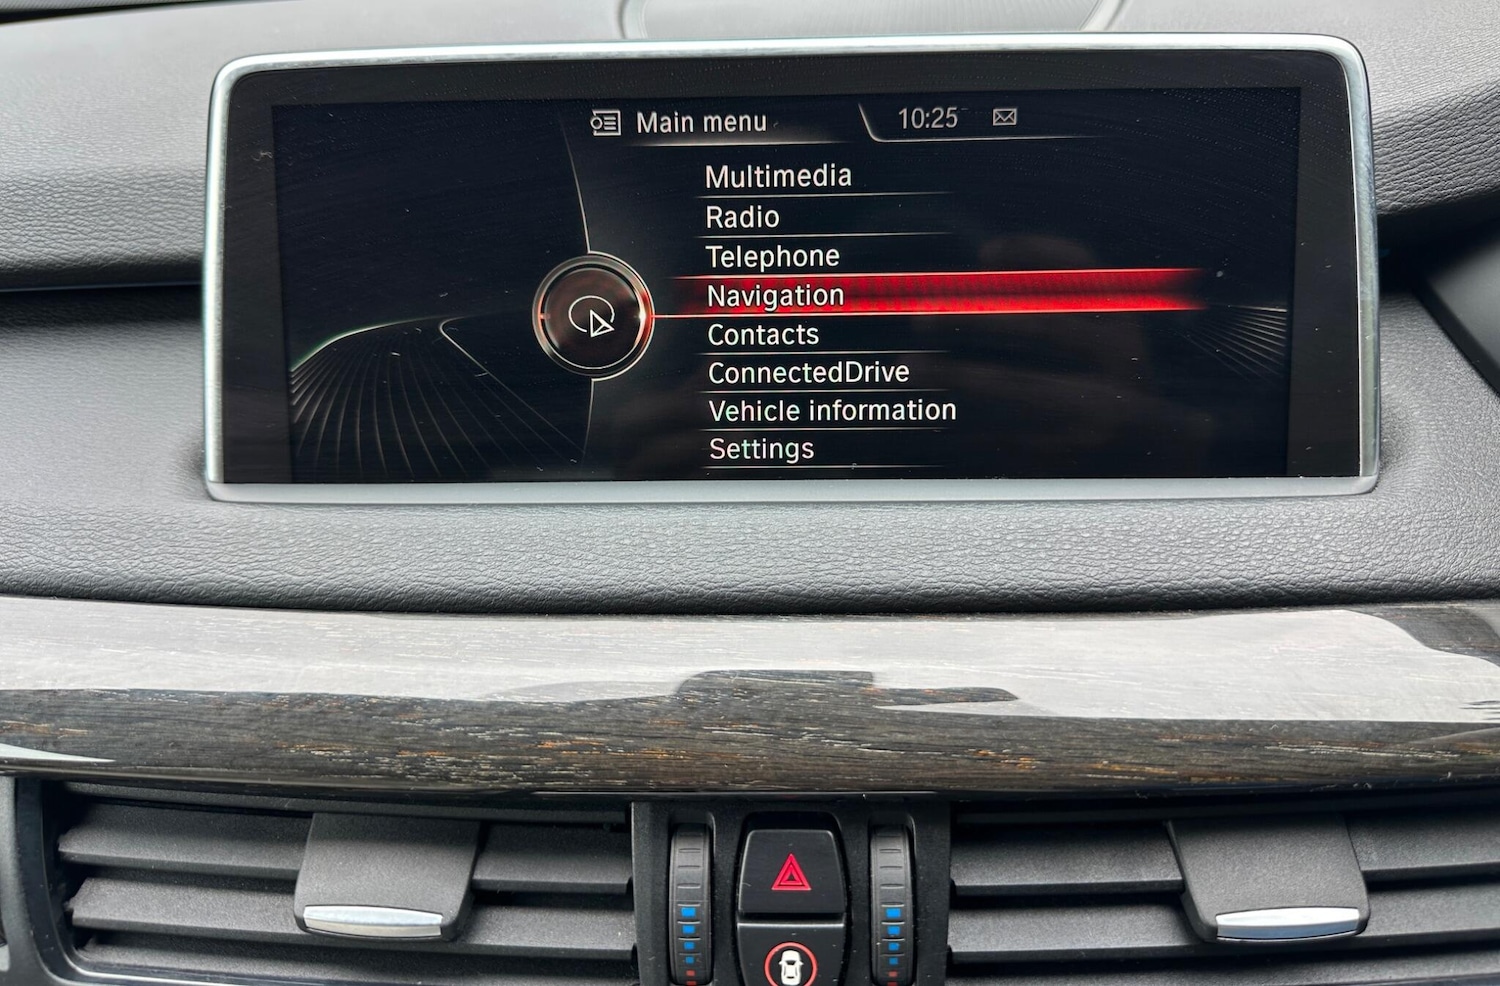 Main menu 10:25
Multimedia
Radio
Telephone
Navigation
Contacts
ConnectedDrive
Vehicle information
Settings